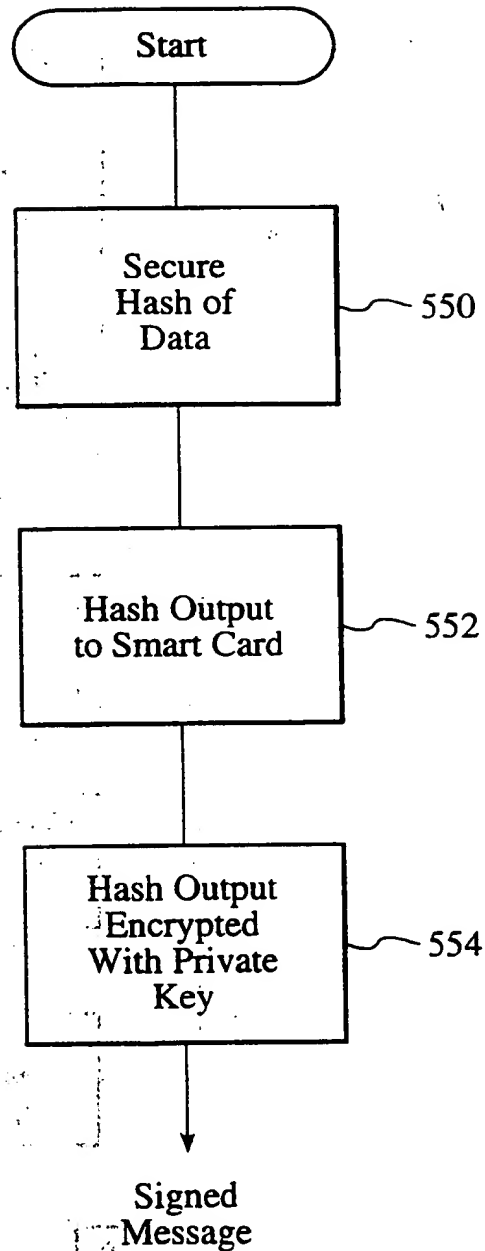 Start
Secure
Hash of
Data
550
Hash Output
to Smart Card
552
Hash Output
Encrypted
With Private
Key
554
Signed
Message